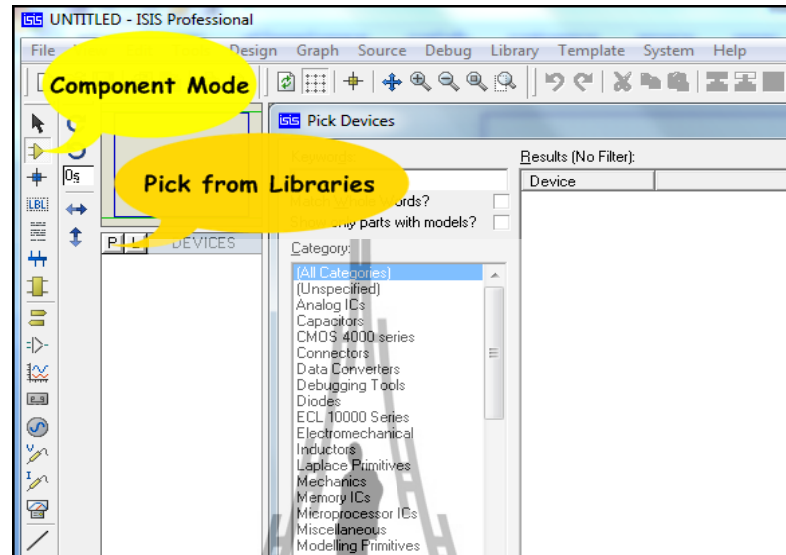 ISIS UNTITLED - ISIS Professional
File
Design Graph Source Debug Library Template System Help
Component Mode
ISIS Pick Devices
Results (No Filter):
Device
Pick from Libraries
Match Whole Words?
Show only parts with models?
LBL
P L DEVICES
Category:
(All Categories)
(Unspecified)
Analog ICs
Capacitors
CMOS 4000 series
Connectors
Data Converters
Debugging Tools
Diodes
ECL 10000 Series
Electromechanical
Inductors
Laplace Primitives
Mechanics
Memory ICs
Microprocessor ICs
Miscellaneous
Modelling Primitives